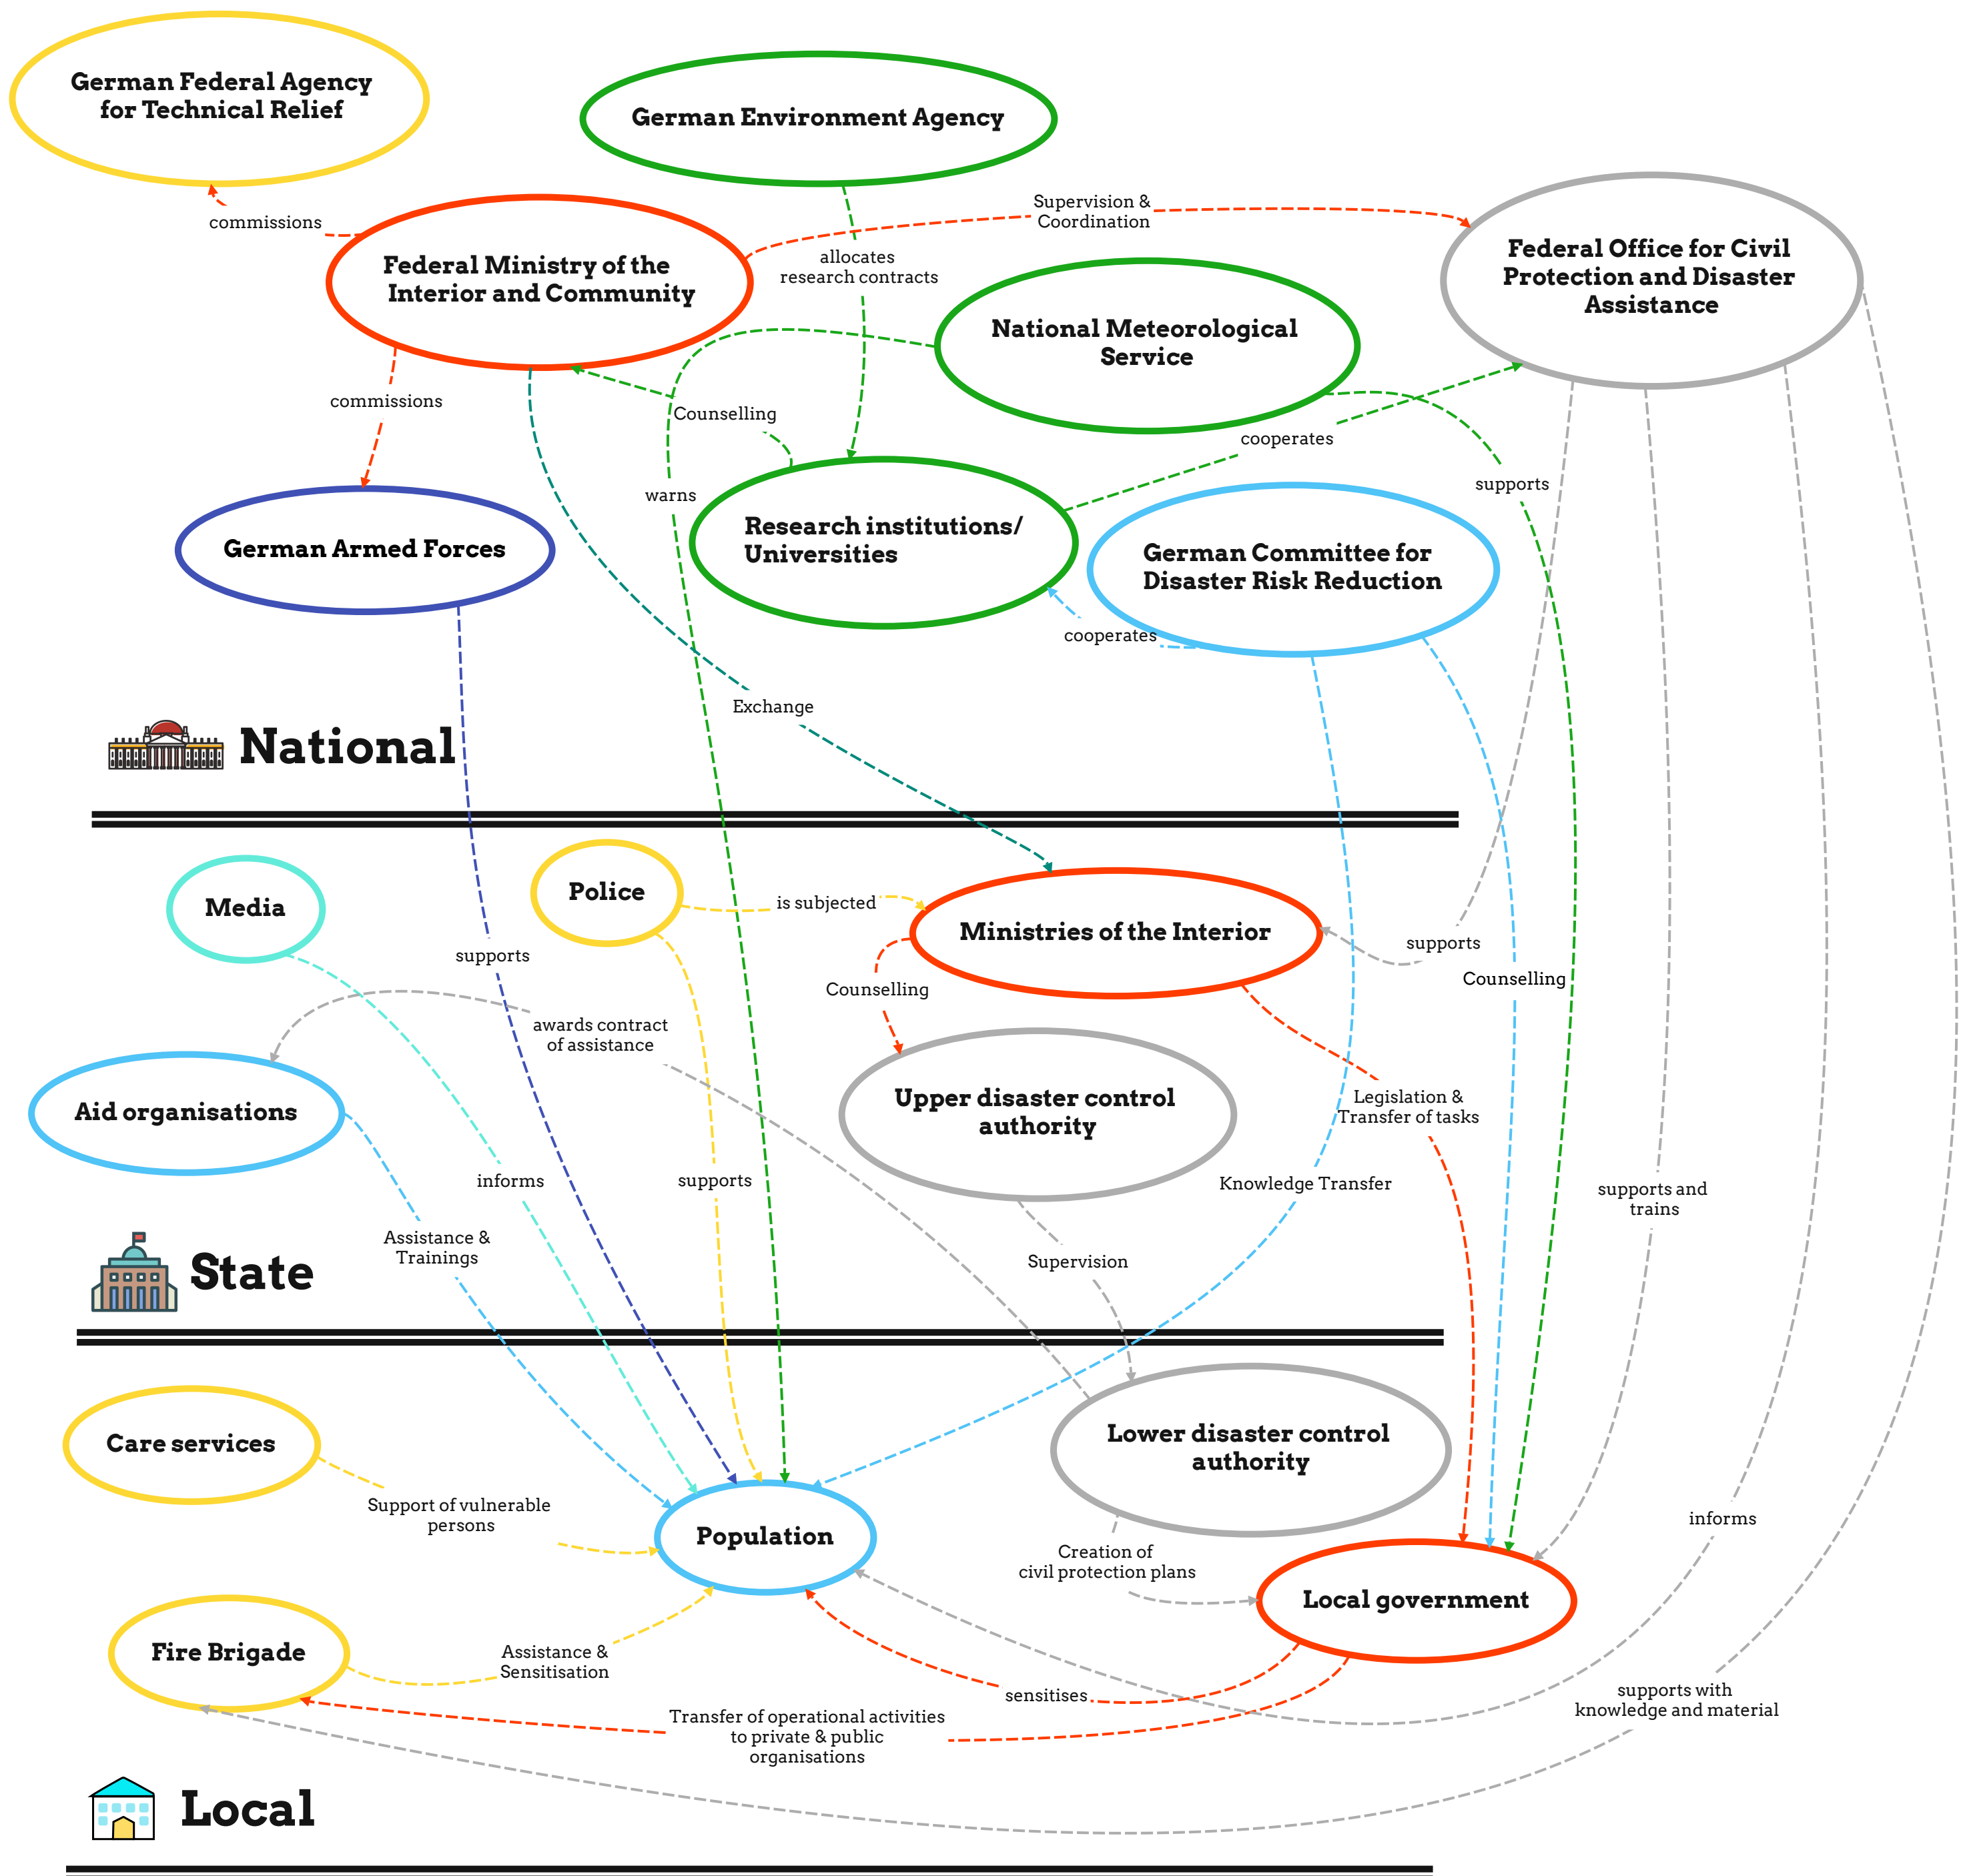 German Federal Agency
for Technical Relief
German Environment Agency
commissions
Supervision &
Coordination
Federal Ministry of the
Interior and Community
allocates
research contracts
Federal Office for Civil
Protection and Disaster
Assistance
National Meteorological
Service
commissions
Counselling
cooperates
supports
warns
German Armed Forces
Research institutions/
Universities
German Committee for
Disaster Risk Reduction
cooperates
Exchange
National
Media
Police
is subjected
Ministries of the Interior
supports
supports
Counselling
Counselling
awards contract
of assistance
Aid organisations
Upper disaster control
authority
Legislation &
Transfer of tasks
informs
supports
Knowledge Transfer
supports and
trains
Assistance &
Trainings
Supervision
State
Care services
Lower disaster control
authority
Support of vulnerable
persons
Population
informs
Creation of
civil protection plans
Local government
Fire Brigade
Assistance &
Sensitisation
sensitises
supports with
knowledge and material
Transfer of operational activities
to private & public
organisations
Local